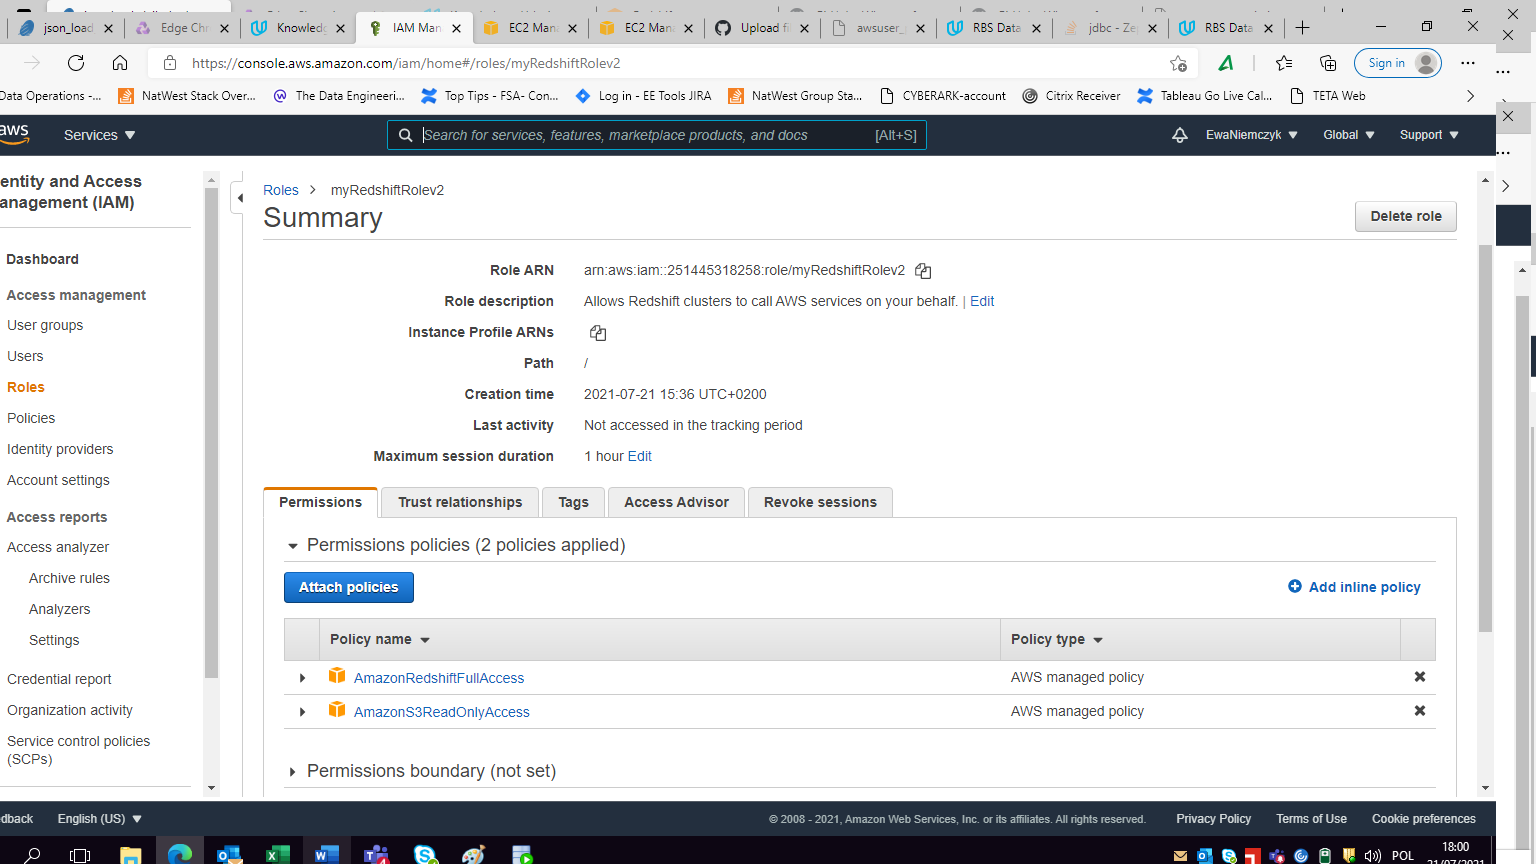 json_load
Edge Chr
Knowledg
IAM Man
EC2 Mana
EC2 Mana
Upload fi
awsuser_
RBS Data
jdbc - Ze
RBS Data
https://console.aws.amazon.com/iam/home#/roles/myRedshiftRolev2
Sign in
Data Operations -...
NatWest Stack Over...
The Data Engineeri...
Top Tips - FSA- Con...
Log in - EE Tools JIRA
NatWest Group Sta...
CYBERARK-account
Citrix Receiver
Tableau Go Live Cal...
TETA Web
aws
Services
Search for services, features, marketplace products, and docs
[Alt+S]
EwaNiemczyk
Global
Support
entity and Access
anagement (IAM)
Dashboard
Access management
User groups
Users
Roles
Policies
Identity providers
Account settings
Access reports
Access analyzer
Archive rules
Analyzers
Settings
Credential report
Organization activity
Service control policies
(SCPs)
Roles > myRedshiftRolev2
Summary
Delete role
Role ARN arn:aws:iam::251445318258:role/myRedshiftRolev2
Role description Allows Redshift clusters to call AWS services on your behalf. | Edit
Instance Profile ARNs
Path /
Creation time 2021-07-21 15:36 UTC+0200
Last activity Not accessed in the tracking period
Maximum session duration 1 hour Edit
Permissions
Trust relationships
Tags
Access Advisor
Revoke sessions
Permissions policies (2 policies applied)
Attach policies
Add inline policy
Policy name
Policy type
AmazonRedshiftFullAccess AWS managed policy
AmazonS3ReadOnlyAccess AWS managed policy
Permissions boundary (not set)
edback
English (US)
© 2008 - 2021, Amazon Web Services, Inc. or its affiliates. All rights reserved.
Privacy Policy
Terms of Use
Cookie preferences
POL
18:00
21/07/2021